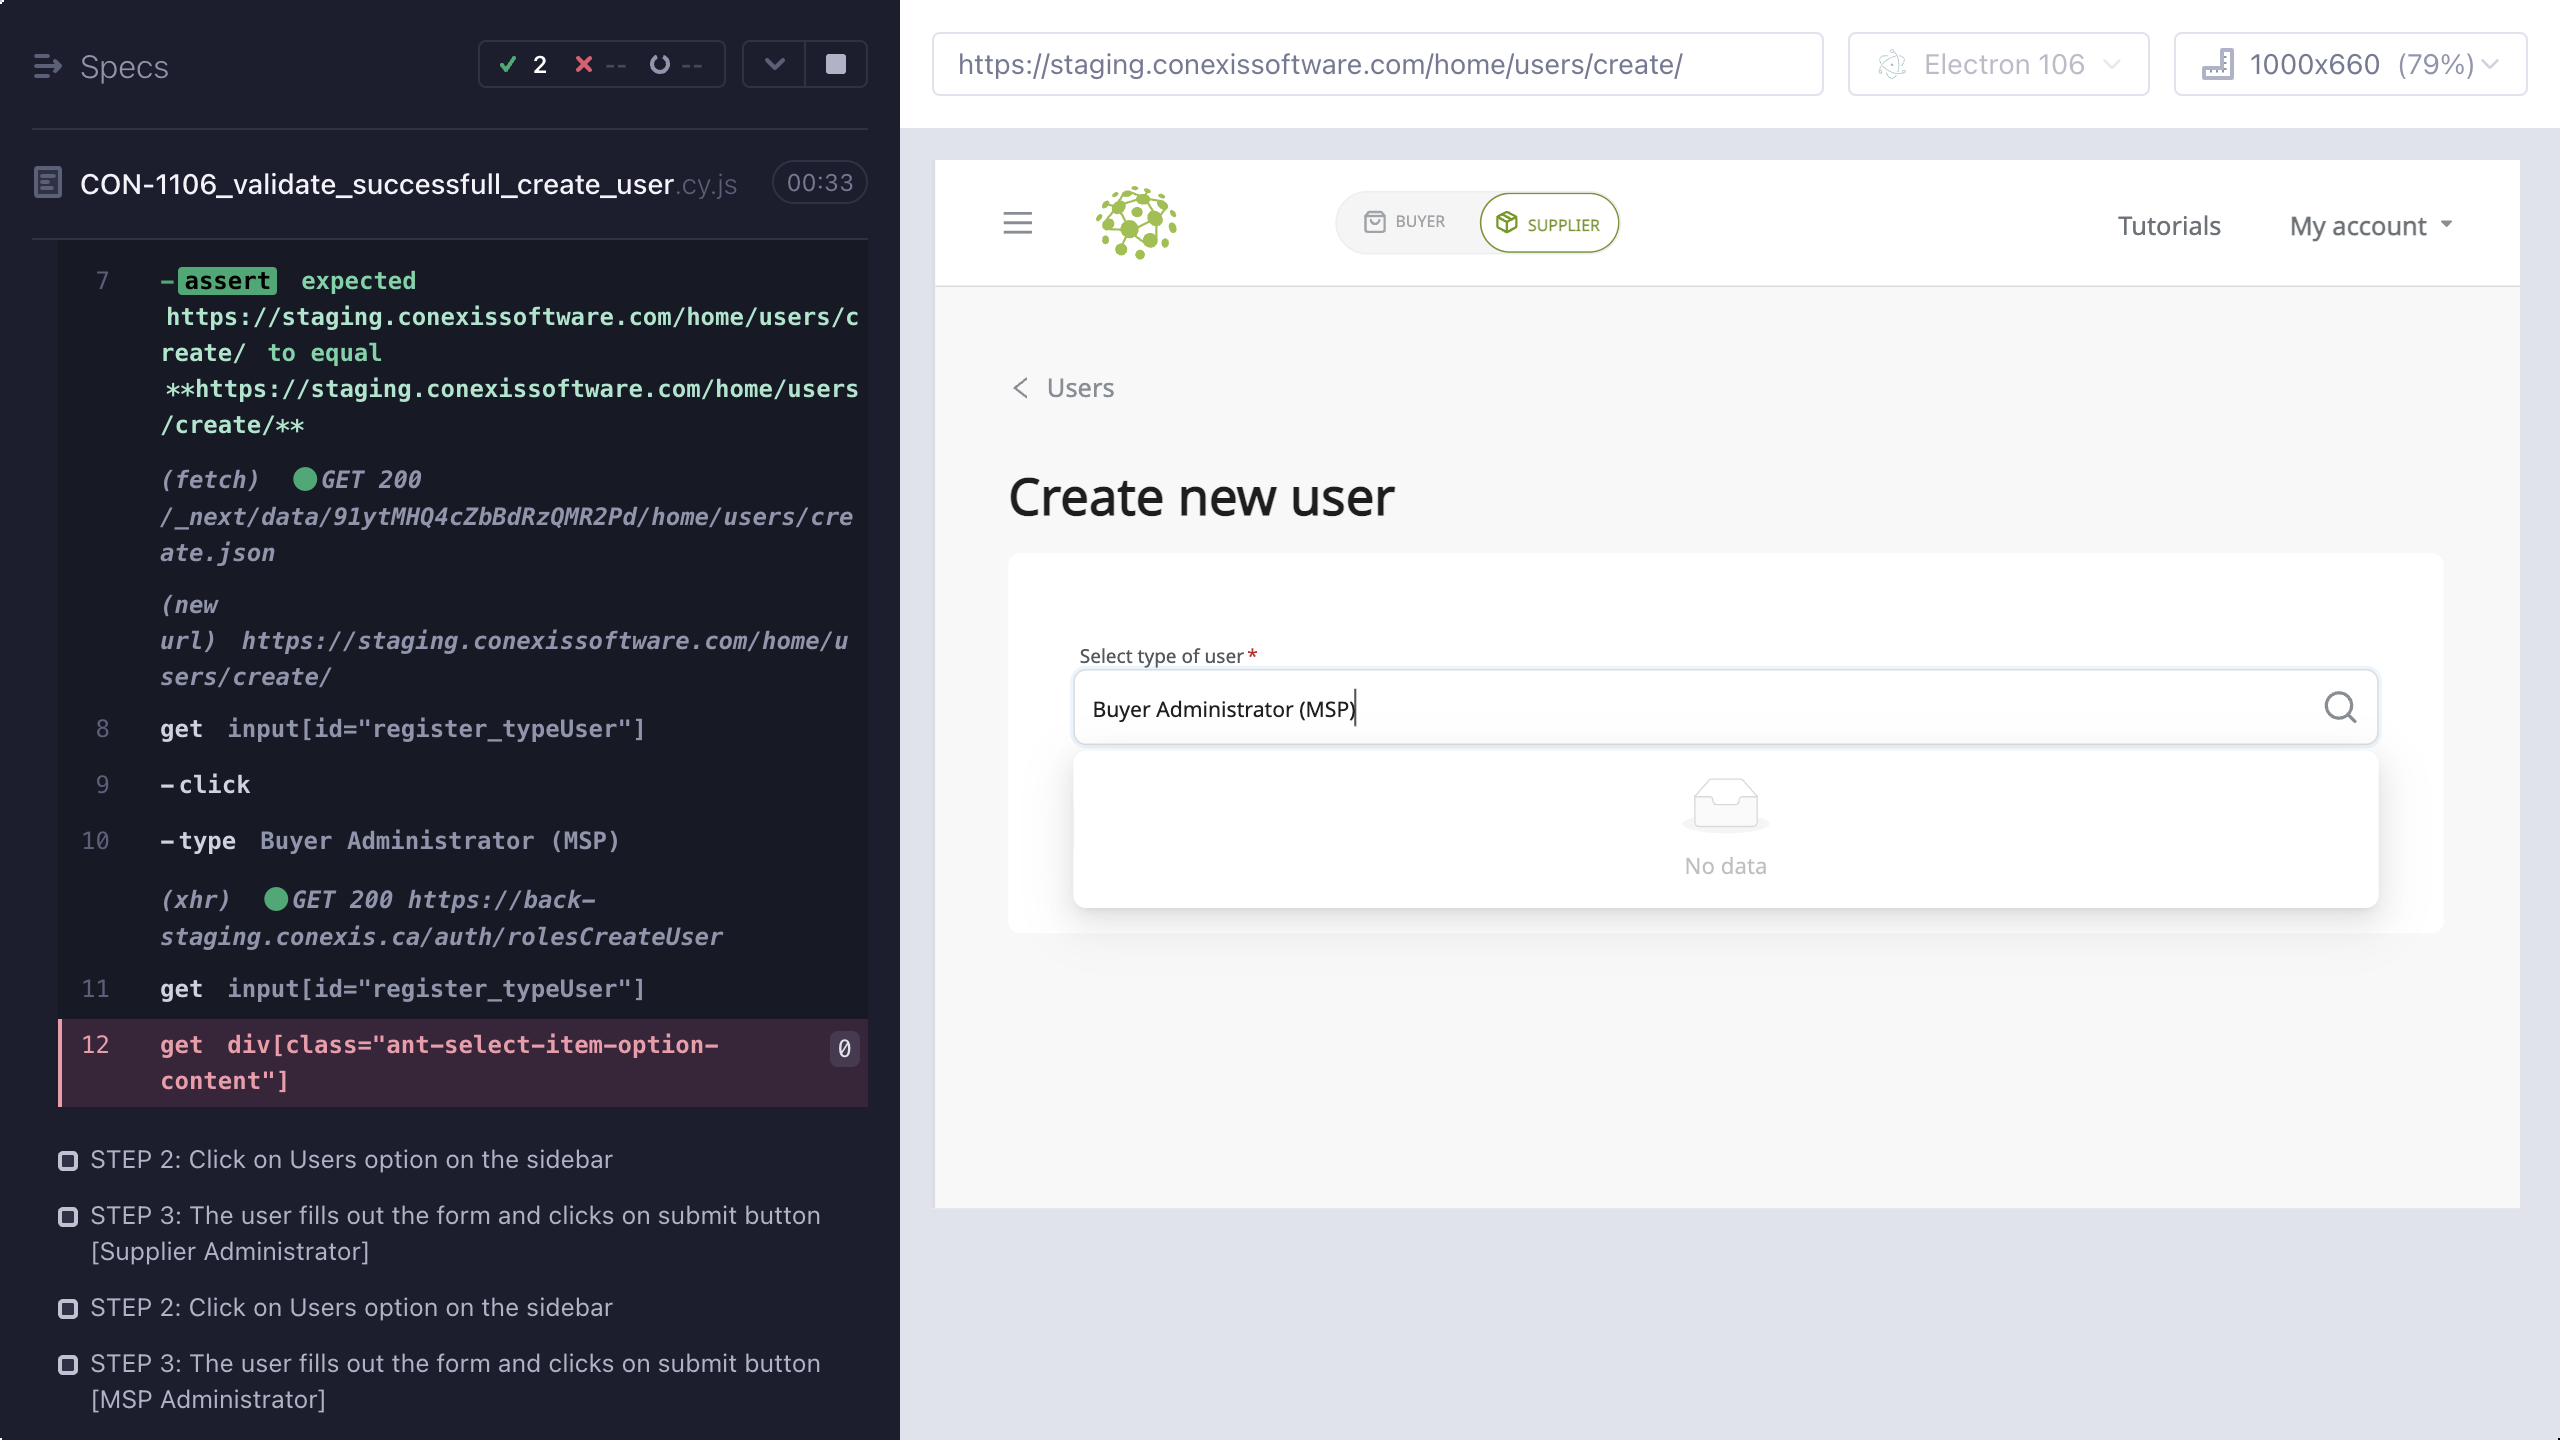 Specs
2
--
--
CON-1106_validate_successfull_create_user.cy.js
00:33
7
-assert expected
https://staging.conexissoftware.com/home/users/c
reate/ to equal
**https://staging.conexissoftware.com/home/users
/create/**
(fetch) GET 200
/_next/data/91ytMHQ4cZbBdRzQMR2Pd/home/users/cre
ate.json
(new
url) https://staging.conexissoftware.com/home/u
sers/create/
8 get input[id="register_typeUser"]
9 -click
10 -type Buyer Administrator (MSP)
(xhr) GET 200 https://back-
staging.conexis.ca/auth/rolesCreateUser
11 get input[id="register_typeUser"]
12 get div[class="ant-select-item-option-
content"]
0
STEP 2: Click on Users option on the sidebar
STEP 3: The user fills out the form and clicks on submit button
[Supplier Administrator]
STEP 2: Click on Users option on the sidebar
STEP 3: The user fills out the form and clicks on submit button
[MSP Administrator]
https://staging.conexissoftware.com/home/users/create/
Electron 106
1000x660 (79%)
BUYER
SUPPLIER
Tutorials
My account
Users
Create new user
Select type of user*
Buyer Administrator (MSP)
No data